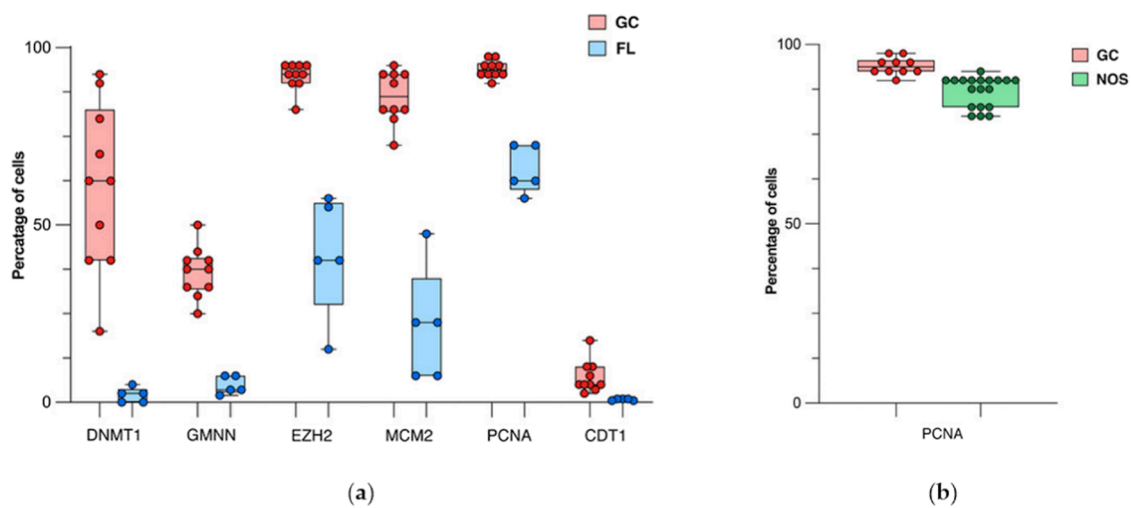 GC
FL
100
50
0
Percatage of cells
DNMT1 GMNN EZH2 MCM2 PCNA CDT1
(a)
GC
NOS
100
50
0
Percentage of cells
PCNA
(b)